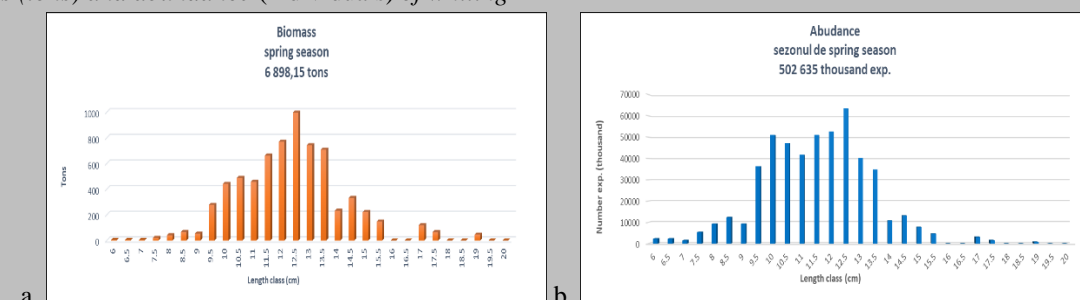 Biomass
spring season
6 898,15 tons
1000
800
600
400
200
0
Tons
6 6.5 7 7.5 8 8.5 9 9.5 10 10.5 11 11.5 12 12.5 13 13.5 14 14.5 15 15.5 16 16.5 17 17.5 18 18.5 19 19.5 20
Length class (cm)
a
Abudance
sezonul de spring season
502 635 thousand exp.
70000
60000
50000
40000
30000
20000
10000
0
Number exp. (thousand)
6 6.5 7 7.5 8 8.5 9 9.5 10 10.5 11 11.5 12 12.5 13 13.5 14 14.5 15 15.5 16 16.5 17 17.5 18 18.5 19 19.5 20
Length class (cm)
b